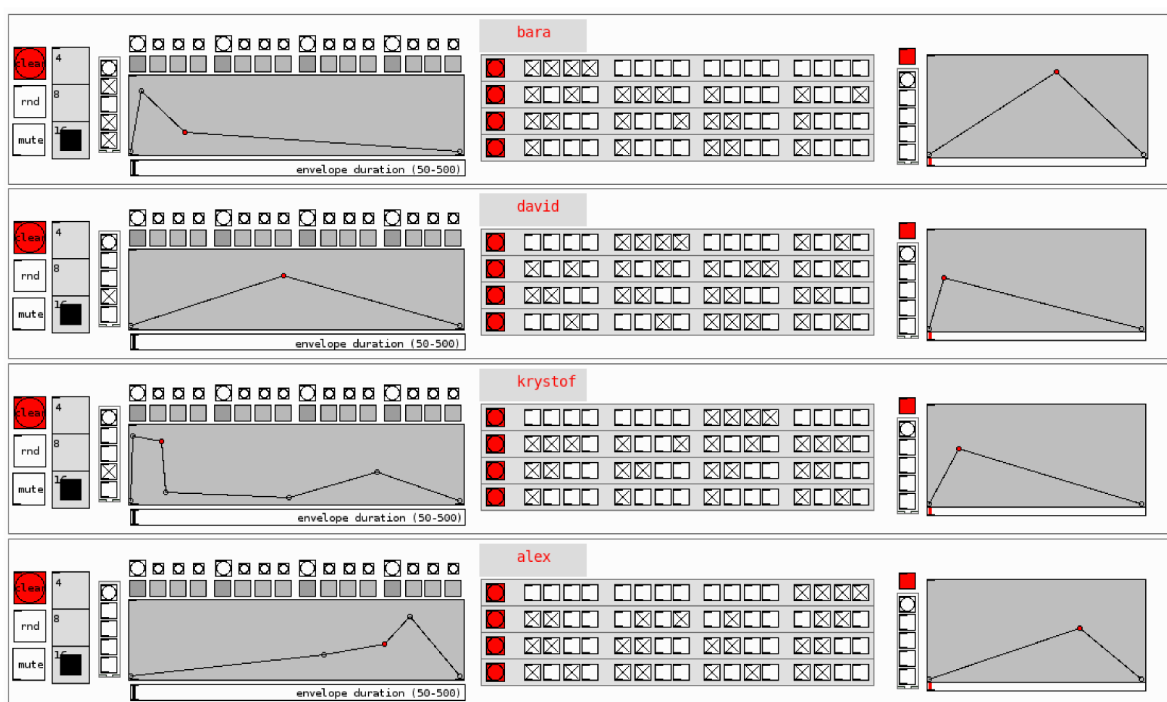 bara
clear
4
rnd
8
mute
16
envelope duration (50-500)
david
clear
4
rnd
8
mute
16
envelope duration (50-500)
krystof
clear
4
rnd
8
mute
16
envelope duration (50-500)
alex
clear
4
rnd
8
mute
16
envelope duration (50-500)